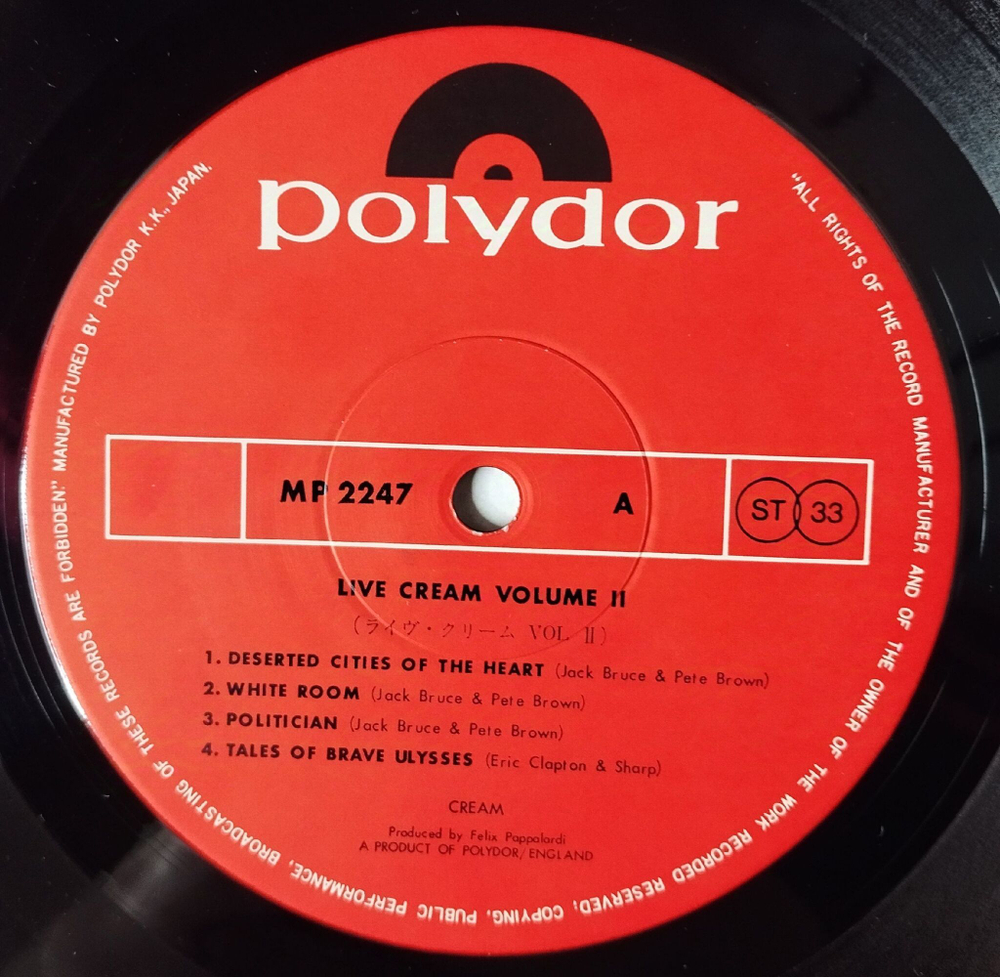 polydor
"ALL RIGHTS OF THE RECORD MANUFACTURER AND OF THE OWNER OF THE WORK RECORDED RESERVED; COPYING, PUBLIC PERFORMANCE, BROADCASTING OF THESE RECORDS ARE FORBIDDEN." MANUFACTURED BY POLYDOR K.K., JAPAN.
MP 2247 A ST 33
LIVE CREAM VOLUME II
(ライヴ・クリーム VOL II)
1. DESERTED CITIES OF THE HEART (Jack Bruce & Pete Brown)
2. WHITE ROOM (Jack Bruce & Pete Brown)
3. POLITICIAN (Jack Bruce & Pete Brown)
4. TALES OF BRAVE ULYSSES (Eric Clapton & Sharp)
CREAM
Produced by Felix Pappalardi
A PRODUCT OF POLYDOR/ENGLAND